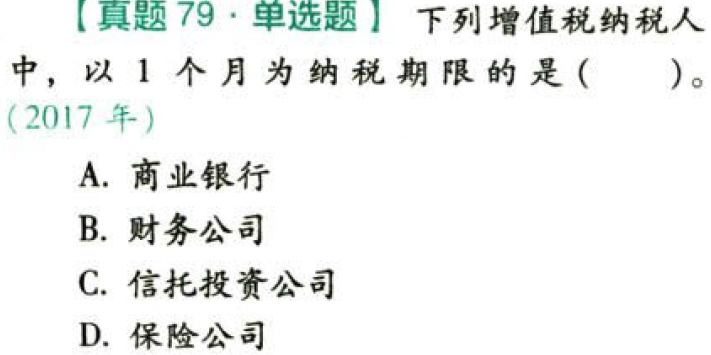 【真题 79·单选题】 下列增值税纳税人
中，以 1 个月为纳税期限的是(　　)。
(2017 年)
A. 商业银行
B. 财务公司
C. 信托投资公司
D. 保险公司